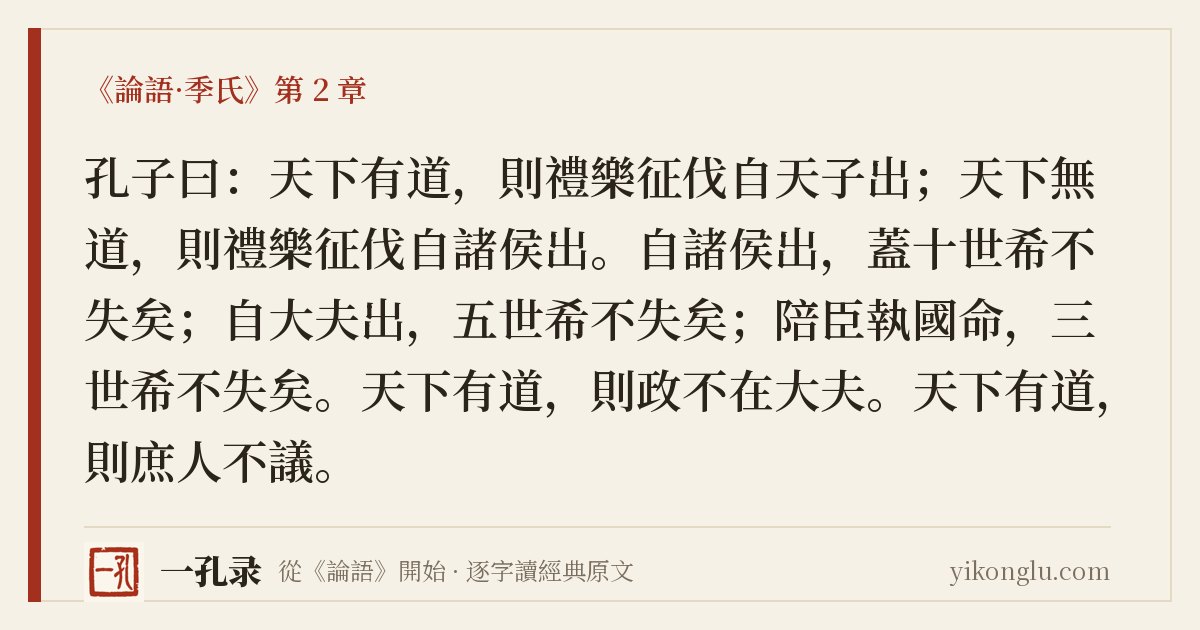 《論語·季氏》第 2 章
孔子曰：天下有道，則禮樂征伐自天子出；天下無
道，則禮樂征伐自諸侯出。自諸侯出，蓋十世希不
失矣；自大夫出，五世希不失矣；陪臣執國命，三
世希不失矣。天下有道，則政不在大夫。天下有道，
則庶人不議。
一孔
一孔录 從《論語》開始 · 逐字讀經典原文 yikonglu.com